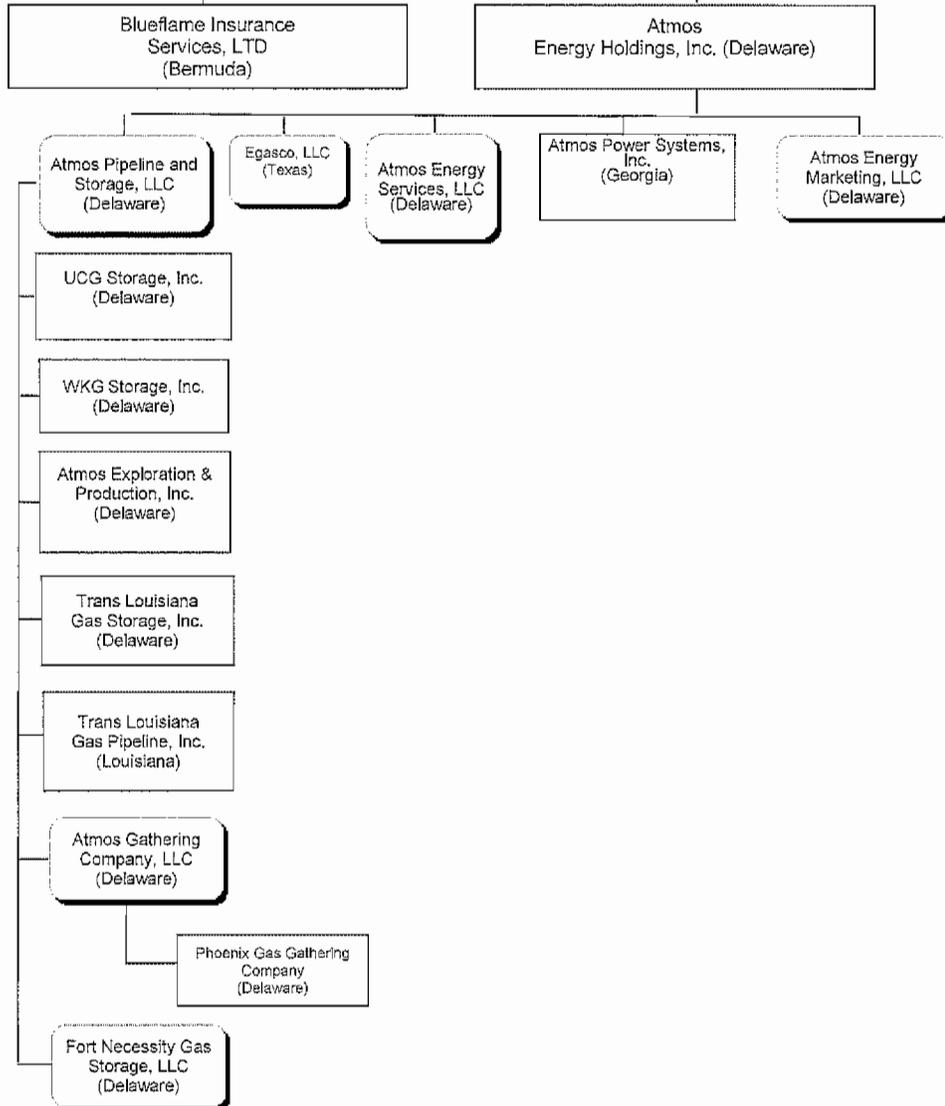 Blueflame Insurance
Services, LTD
(Bermuda)
Atmos
Energy Holdings, Inc. (Delaware)
Atmos Pipeline and
Storage, LLC
(Delaware)
Egasco, LLC
(Texas)
Atmos Energy
Services, LLC
(Delaware)
Atmos Power Systems,
Inc.
(Georgia)
Atmos Energy
Marketing, LLC
(Delaware)
UCG Storage, Inc.
(Delaware)
WKG Storage, Inc.
(Delaware)
Atmos Exploration &
Production, Inc.
(Delaware)
Trans Louisiana
Gas Storage, Inc.
(Delaware)
Trans Louisiana
Gas Pipeline, Inc.
(Louisiana)
Atmos Gathering
Company, LLC
(Delaware)
Phoenix Gas Gathering
Company
(Delaware)
Fort Necessity Gas
Storage, LLC
(Delaware)